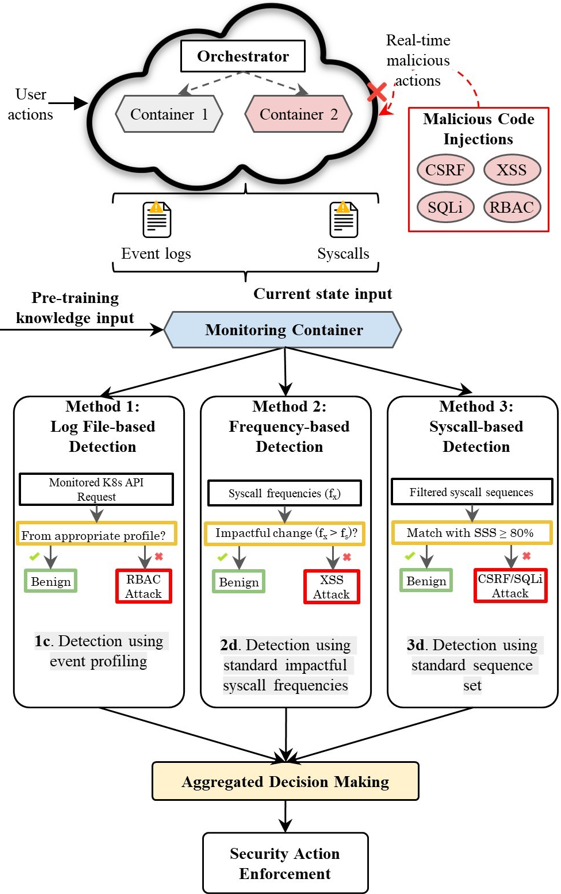 Orchestrator
Container 1
Container 2
User
actions
Real-time
malicious
actions
Malicious Code
Injections
CSRF
XSS
SQLi
RBAC
Event logs
Syscalls
Pre-training
knowledge input
Current state input
Monitoring Container
Method 1:
Log File-based
Detection
Monitored K8s API
Request
From appropriate profile?
Benign
RBAC
Attack
1c. Detection using
event profiling
Method 2:
Frequency-based
Detection
Syscall frequencies (fₓ)
Impactful change (fₓ > fₛ)?
Benign
XSS
Attack
2d. Detection using
standard impactful
syscall frequencies
Method 3:
Syscall-based
Detection
Filtered syscall sequences
Match with SSS ≥ 80%
Benign
CSRF/SQLi
Attack
3d. Detection using
standard sequence
set
Aggregated Decision Making
Security Action
Enforcement